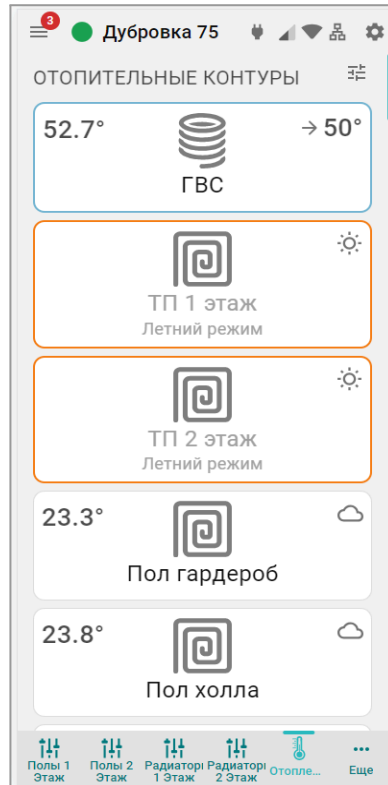 3
Дубровка 75
ОТОПИТЕЛЬНЫЕ КОНТУРЫ
52.7°
→ 50°
ГВС
ТП 1 этаж
Летний режим
ТП 2 этаж
Летний режим
23.3°
Пол гардероб
23.8°
Пол холла
Полы 1
Этаж
Полы 2
Этаж
Радиаторы
1 Этаж
Радиаторы
2 Этаж
Отопле...
Еще